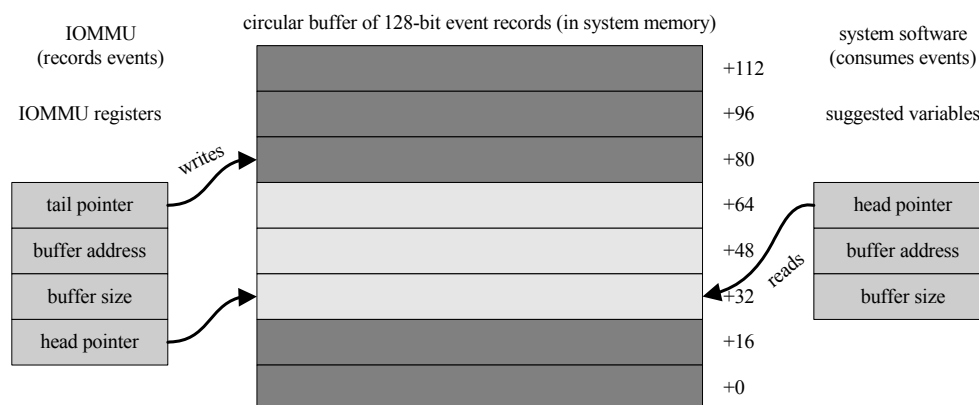 circular buffer of 128-bit event records (in system memory)
IOMMU
(records events)
system software
(consumes events)
IOMMU registers
suggested variables
writes
tail pointer
buffer address
buffer size
head pointer
+112
+96
+80
+64
+48
+32
+16
+0
reads
head pointer
buffer address
buffer size